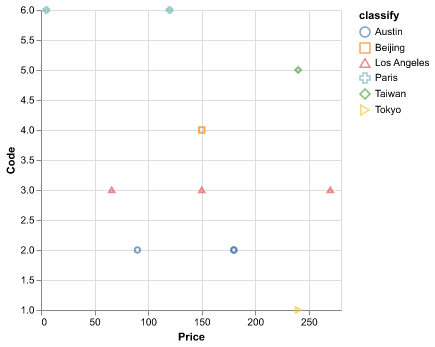 6.0
5.5
5.0
4.5
4.0
3.5
3.0
2.5
2.0
1.5
1.0
Code
0 50 100 150 200 250
Price
classify
Austin
Beijing
Los Angeles
Paris
Taiwan
Tokyo